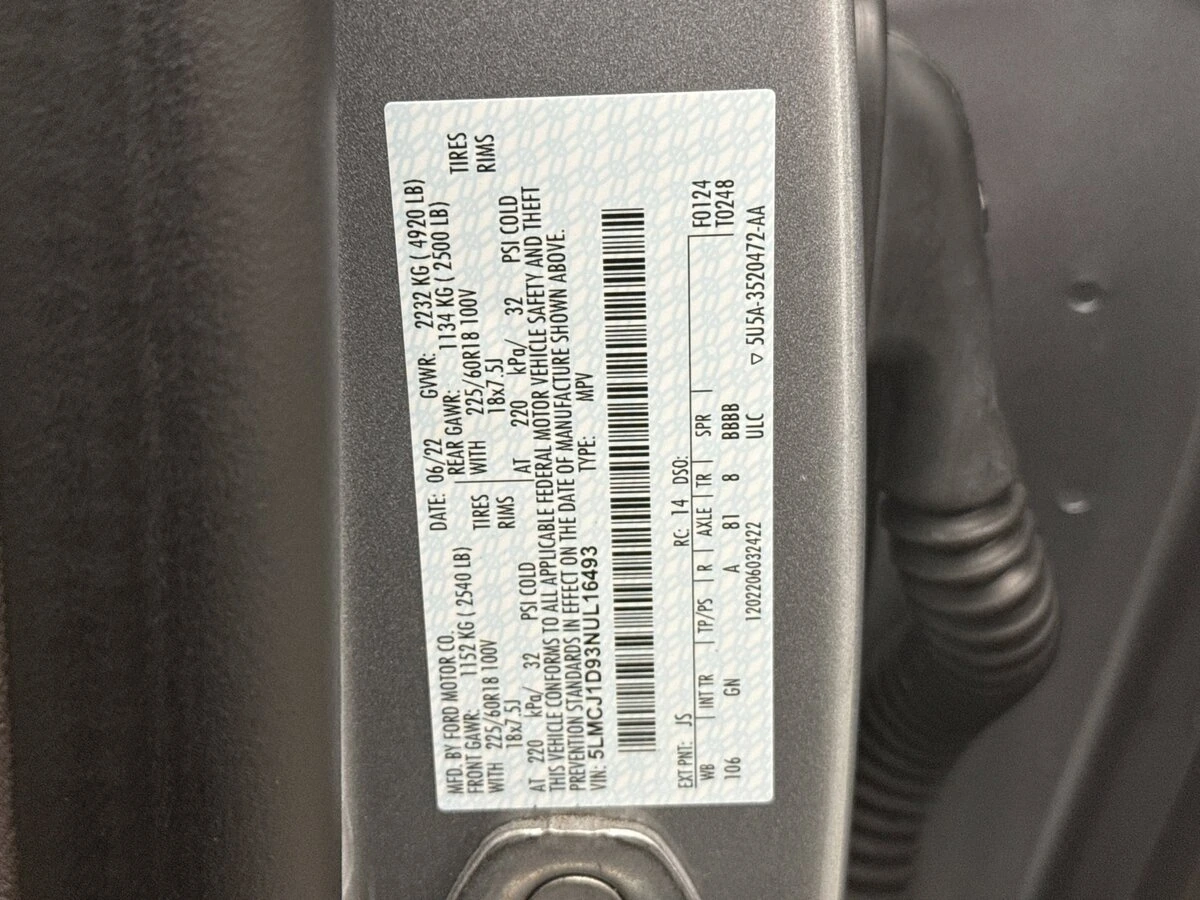 MFD. BY FORD MOTOR CO. DATE: 06/22 GVWR: 2232 KG ( 4920 LB)
FRONT GAWR: 1152 KG ( 2540 LB) REAR GAWR: 1134 KG ( 2500 LB)
WITH 225/60R18 100V TIRES WITH 225/60R18 100V TIRES
18x7.5J RIMS 18x7.5J RIMS
AT 220 kPa/ 32 PSI COLD AT 220 kPa/ 32 PSI COLD
THIS VEHICLE CONFORMS TO ALL APPLICABLE FEDERAL MOTOR VEHICLE SAFETY AND THEFT
PREVENTION STANDARDS IN EFFECT ON THE DATE OF MANUFACTURE SHOWN ABOVE.
VIN: 5LMCJ1D93NUL16493 TYPE: MPV
EXT PNT: JS RC: 14 DSO: F0124
WB INT TR TP/PS R AXLE TR SPR T0248
106 GN A 81 8 BBBB
1202206032422 ULC ▽ 5U5A-3520472-AA